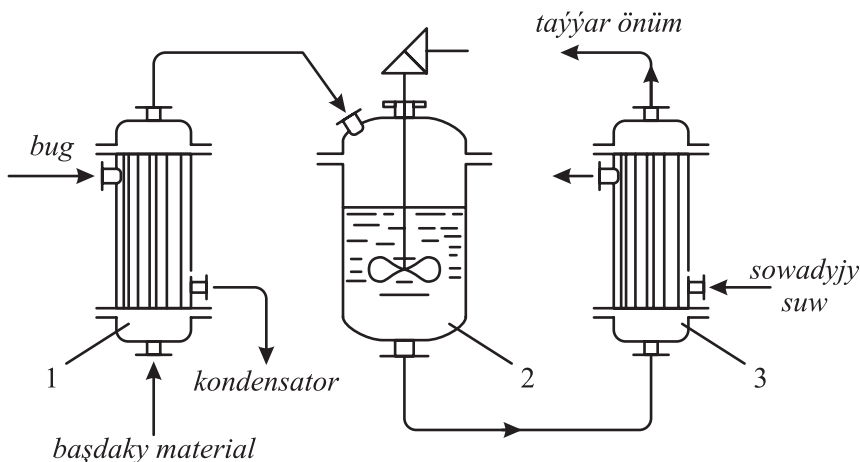 taýýar önüm
bug
sowadyjy
suw
1
kondensator
2
3
başdaky material